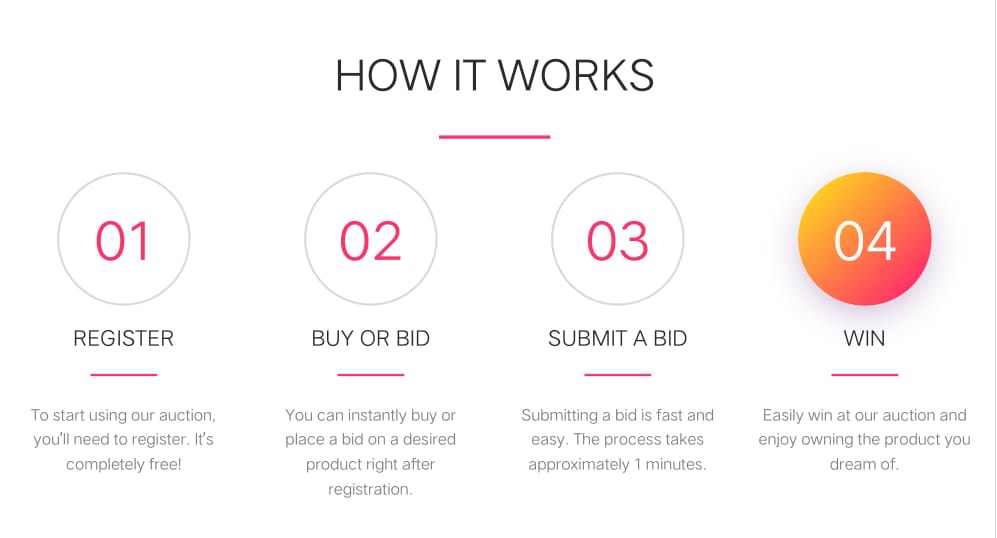 HOW IT WORKS
01
REGISTER
To start using our auction,
you'll need to register. It's
completely free!
02
BUY OR BID
You can instantly buy or
place a bid on a desired
product right after
registration.
03
SUBMIT A BID
Submitting a bid is fast and
easy. The process takes
approximately 1 minutes.
04
WIN
Easily win at our auction and
enjoy owning the product you
dream of.